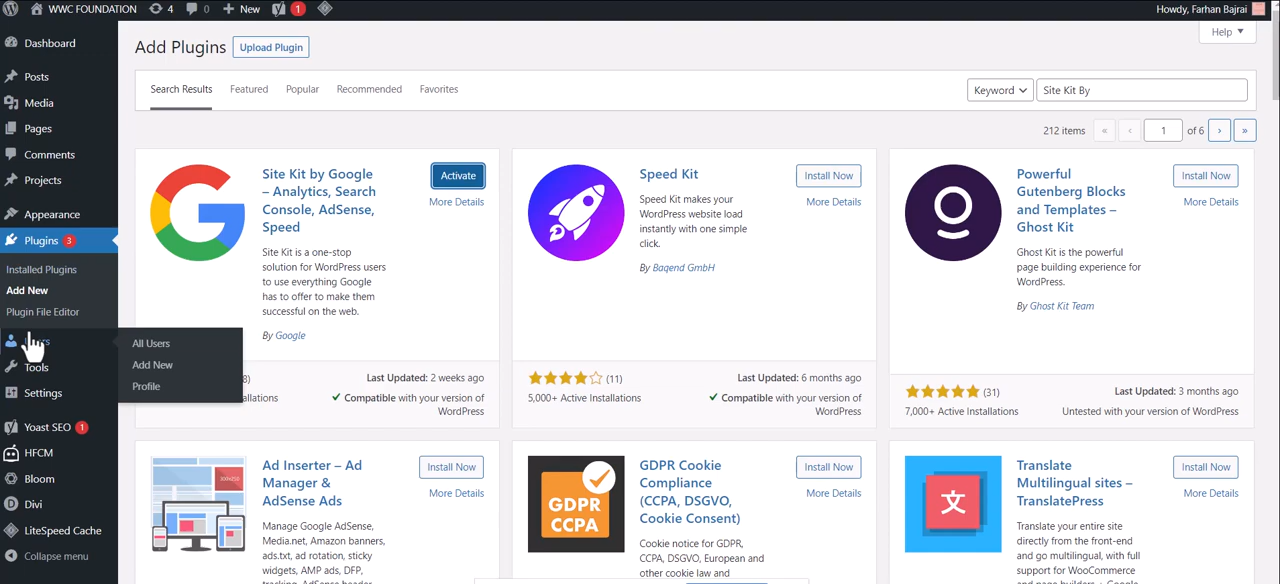 WWC FOUNDATION 4 0 New 1 Howdy, Farhan Bajrai
Help
Dashboard
Posts
Media
Pages
Comments
Projects
Appearance
Plugins 3
Installed Plugins
Add New
Plugin File Editor
Tools
Settings
Yoast SEO 1
HFCM
Bloom
Divi
LiteSpeed Cache
Collapse menu
All Users
Add New
Profile
Add Plugins Upload Plugin
Search Results Featured Popular Recommended Favorites Keyword Site Kit By
212 items « ‹ 1 of 6 › »
Site Kit by Google
– Analytics, Search
Console, AdSense,
Speed
Activate
More Details
Site Kit is a one-stop
solution for WordPress users
to use everything Google
has to offer to make them
successful on the web.
By Google
8) Last Updated: 2 weeks ago
allations Compatible with your version of
WordPress
Speed Kit
Install Now
More Details
Speed Kit makes your
WordPress website load
instantly with one simple
click.
By Baqend GmbH
(11) Last Updated: 6 months ago
5,000+ Active Installations Compatible with your version of
WordPress
Powerful
Gutenberg Blocks
and Templates –
Ghost Kit
Install Now
More Details
Ghost Kit is the powerful
page building experience for
WordPress.
By Ghost Kit Team
(31) Last Updated: 3 months ago
7,000+ Active Installations Untested with your version of WordPress
Ad Inserter – Ad
Manager &
AdSense Ads
Install Now
More Details
Manage Google AdSense,
Media.net, Amazon banners,
ads.txt, ad rotation, sticky
widgets, AMP ads, DFP,
tracking, AdSense header
GDPR
CCPA
GDPR Cookie
Compliance
(CCPA, DSGVO,
Cookie Consent)
Install Now
More Details
Cookie notice for GDPR,
CCPA, DSGVO, European and
other cookie law and
文
Translate
Multilingual sites –
TranslatePress
Install Now
More Details
Translate your entire site
directly from the front-end
and go multilingual, with full
support for WooCommerce
and page builders + Google